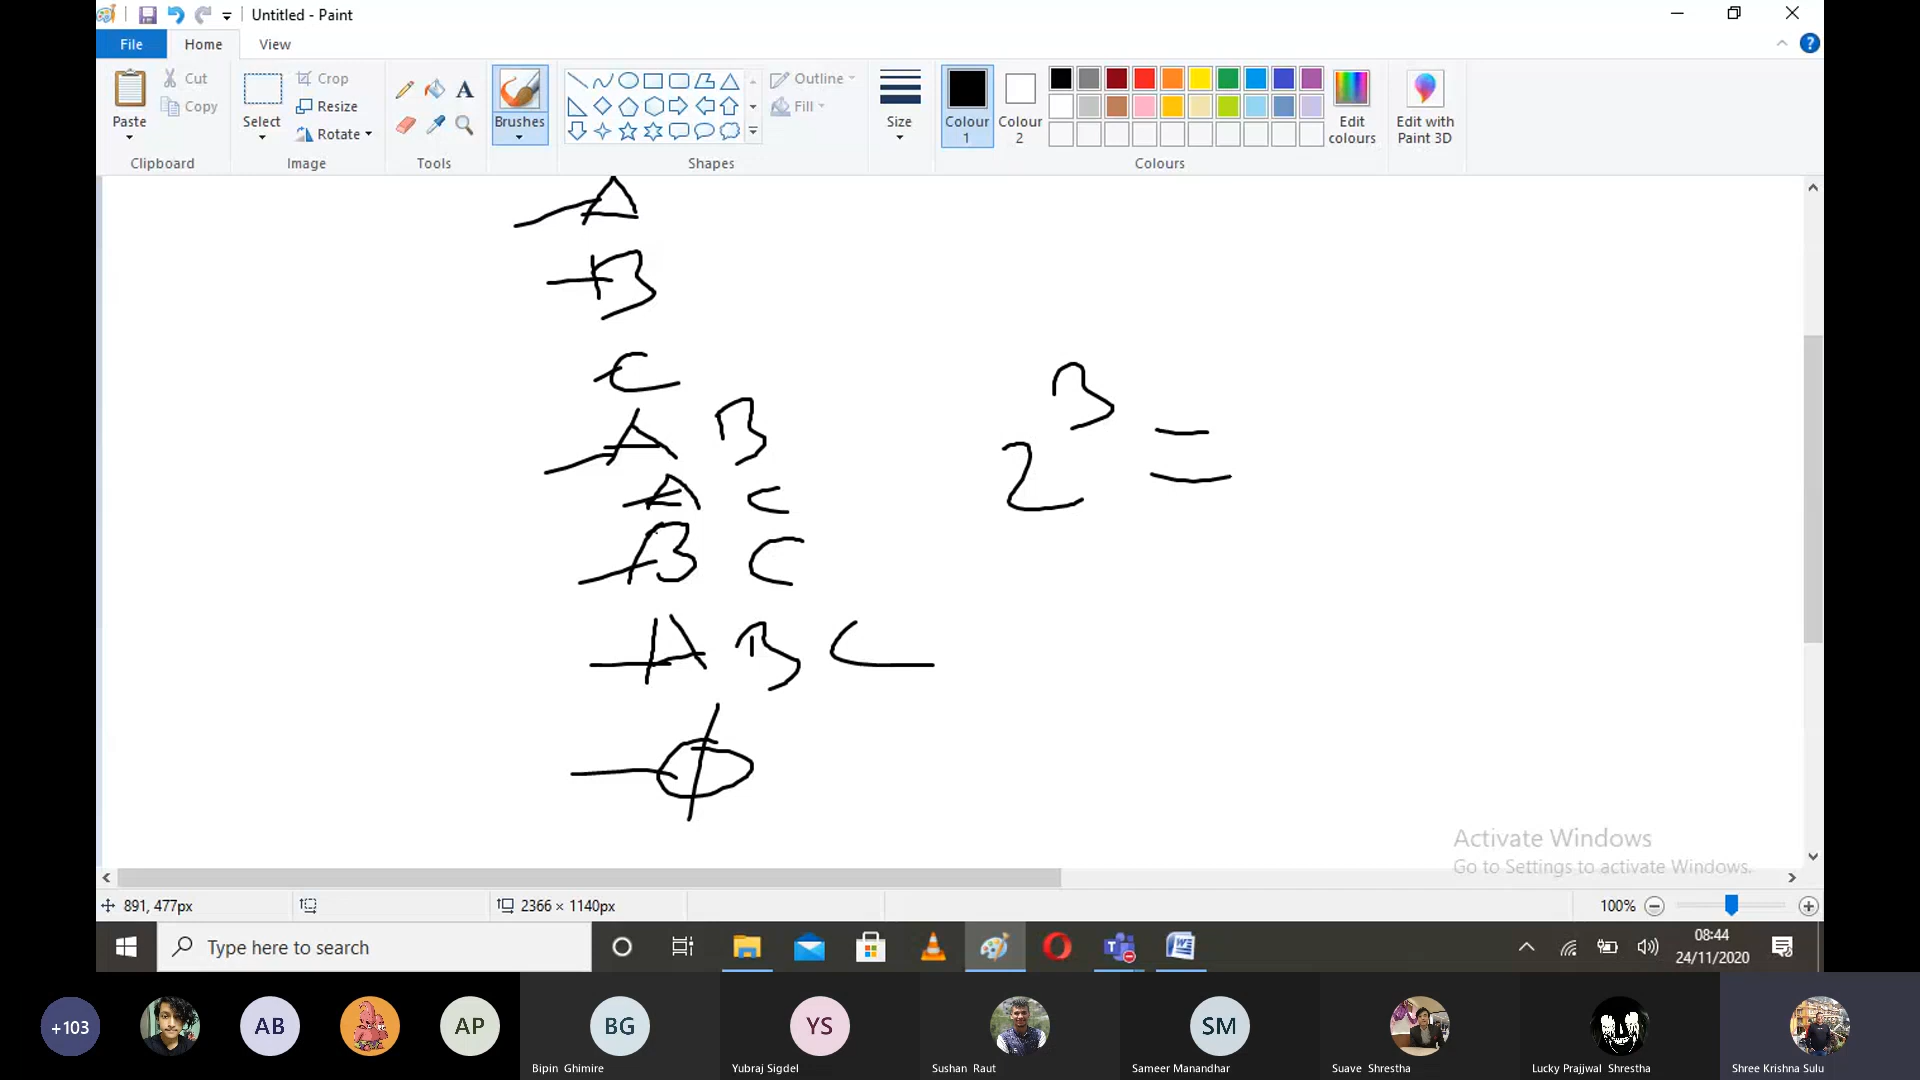 Untitled - Paint
File Home View
Paste
Cut
Copy
Clipboard
Select
Crop
Resize
Rotate
Image
Tools
Brushes
Shapes
Outline
Fill
Size
Colour 1
Colour 2
Edit colours
Edit with Paint 3D
Colours
A
B
C
A B
A C
B C
A B C
ϕ
2³ =
Activate Windows
Go to Settings to activate Windows.
891, 477px
2366 × 1140px
100%
Type here to search
08:44
24/11/2020
+103
AB
AP
BG
YS
SM
Bipin Ghimire
Yubraj Sigdel
Sushan Raut
Sameer Manandhar
Suave Shrestha
Lucky Prajjwal Shrestha
Shree Krishna Sulu